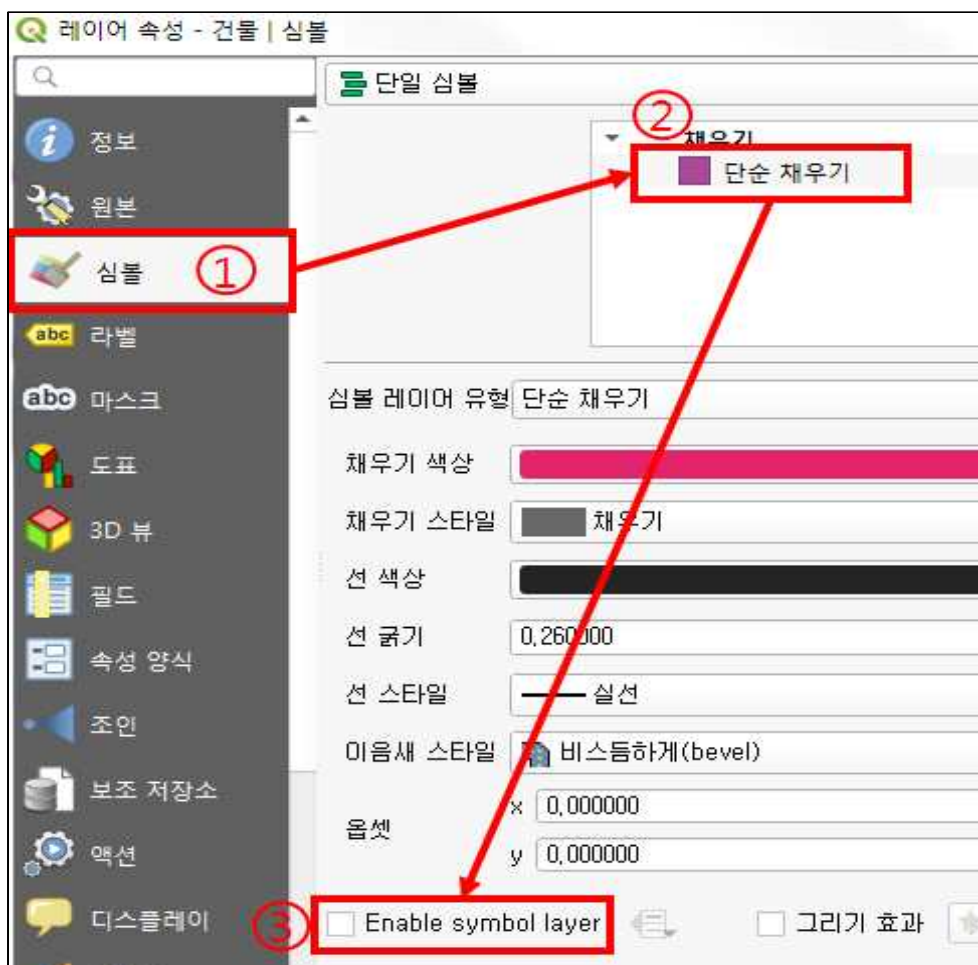 레이어 속성 - 건물 | 심볼
단일 심볼
②
채우기
단순 채우기
정보
원본
심볼 ①
라벨
마스크
도표
3D 뷰
필드
속성 양식
조인
보조 저장소
액션
디스플레이
심볼 레이어 유형 단순 채우기
채우기 색상
채우기 스타일 채우기
선 색상
선 굵기 0,260000
선 스타일 실선
이음새 스타일 비스듬하게(bevel)
옵셋
x 0,000000
y 0,000000
③ Enable symbol layer 그리기 효과
abc
abc